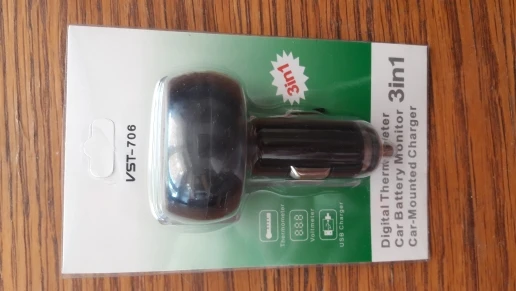 VST-706
3in1
Thermometer
Voltmeter
USB Charger
888
Digital Thermometer
Car Battery Monitor 3in1
Car-Mounted Charger